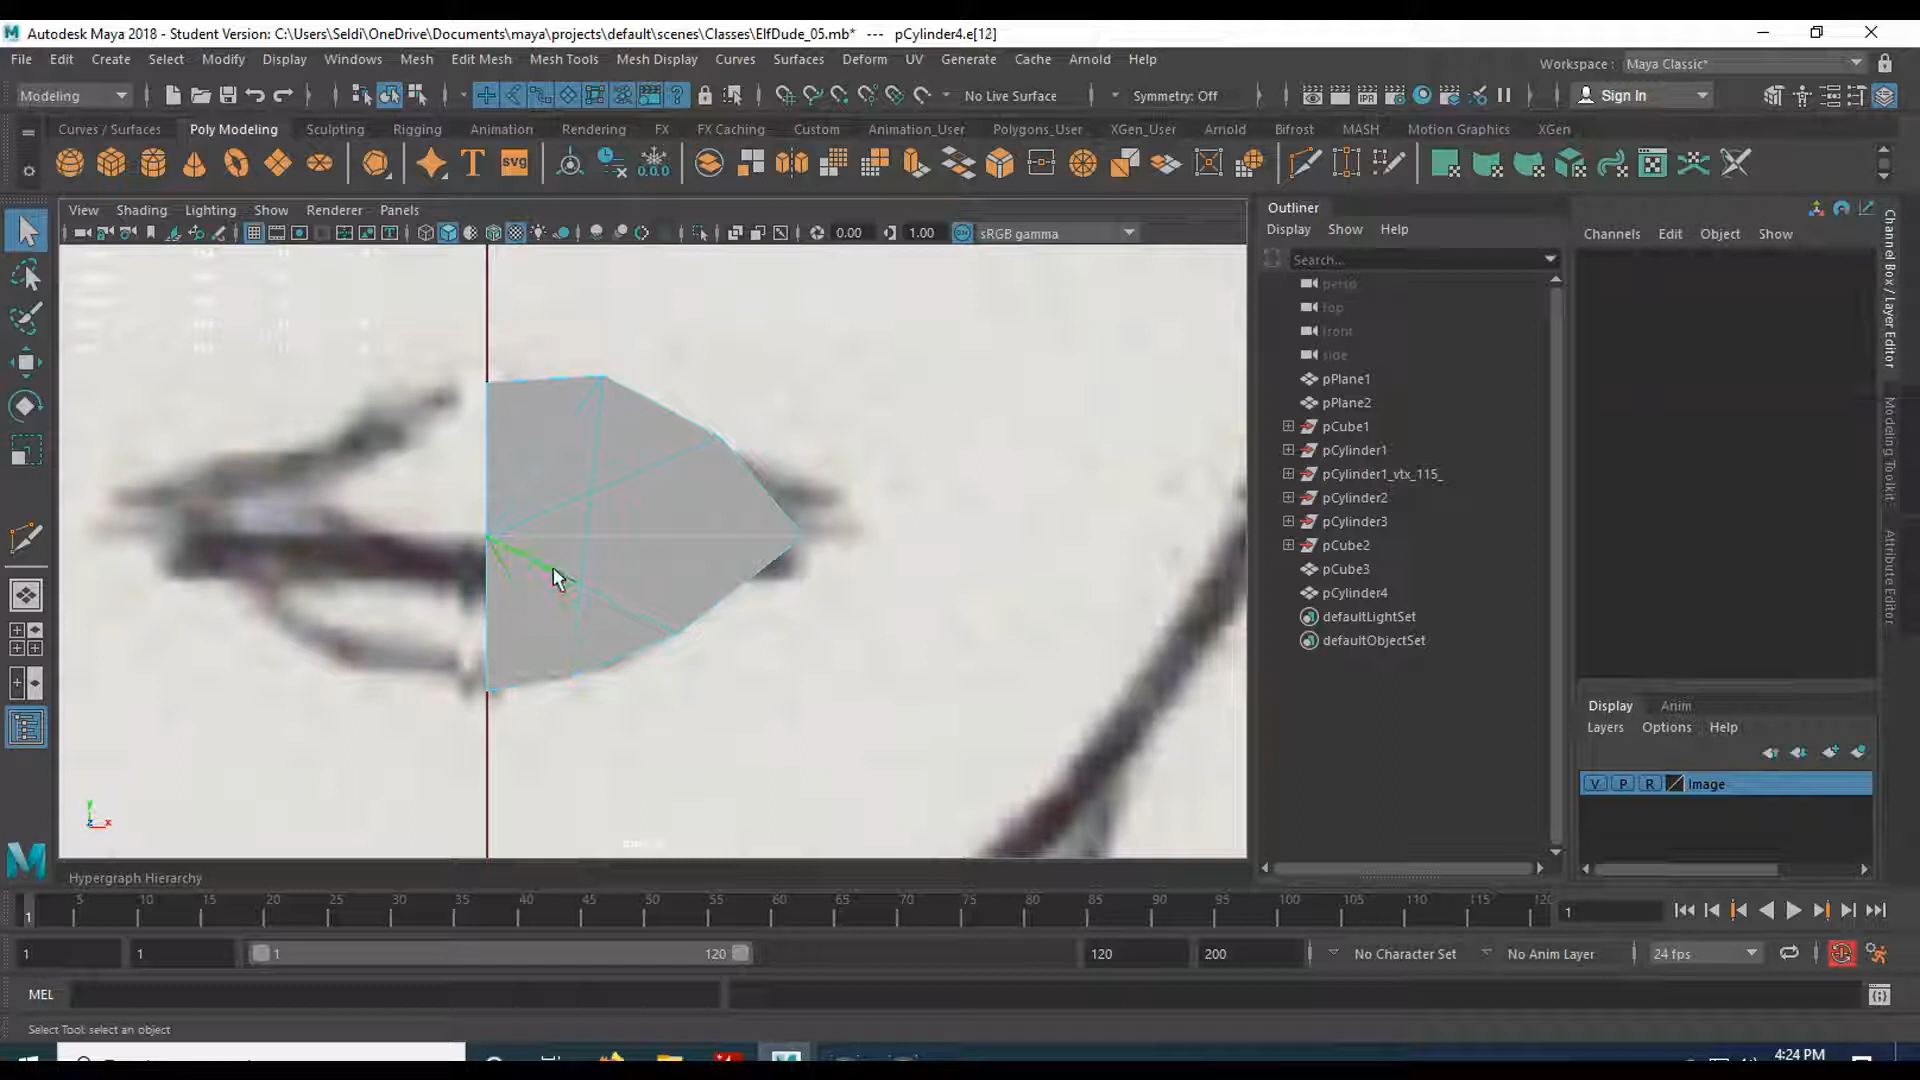 Autodesk Maya 2018 - Student Version: C:\Users\Seldi\OneDrive\Documents\maya\projects\default\scenes\Classes\ElfDude_05.mb*   ---   pCylinder4.e[12]
File Edit Create Select Modify Display Windows Mesh Edit Mesh Mesh Tools Mesh Display Curves Surfaces Deform UV Generate Cache Arnold Help
Workspace : Maya Classic*
Modeling
No Live Surface
Symmetry: Off
Sign In
Curves / Surfaces Poly Modeling Sculpting Rigging Animation Rendering FX FX Caching Custom Animation_User Polygons_User XGen_User Arnold Bifrost MASH Motion Graphics XGen
T svg 0.0.0
View Shading Lighting Show Renderer Panels
0.00 1.00 sRGB gamma
Outliner
Display Show Help
Search...
persp
top
front
side
pPlane1
pPlane2
pCube1
pCylinder1
pCylinder1_vtx_115_
pCylinder2
pCylinder3
pCube2
pCube3
pCylinder4
defaultLightSet
defaultObjectSet
Channels Edit Object Show
Channel Box / Layer Editor
Modeling Toolkit
Attribute Editor
Display Anim
Layers Options Help
V P R Image
y
z x
Hypergraph Hierarchy
1 5 10 15 20 25 30 35 40 45 50 55 60 65 70 75 80 85 90 95 100 105 110 115 120
1
1 1 1 120 120 200 No Character Set No Anim Layer 24 fps
MEL
Select Tool: select an object
4:24 PM